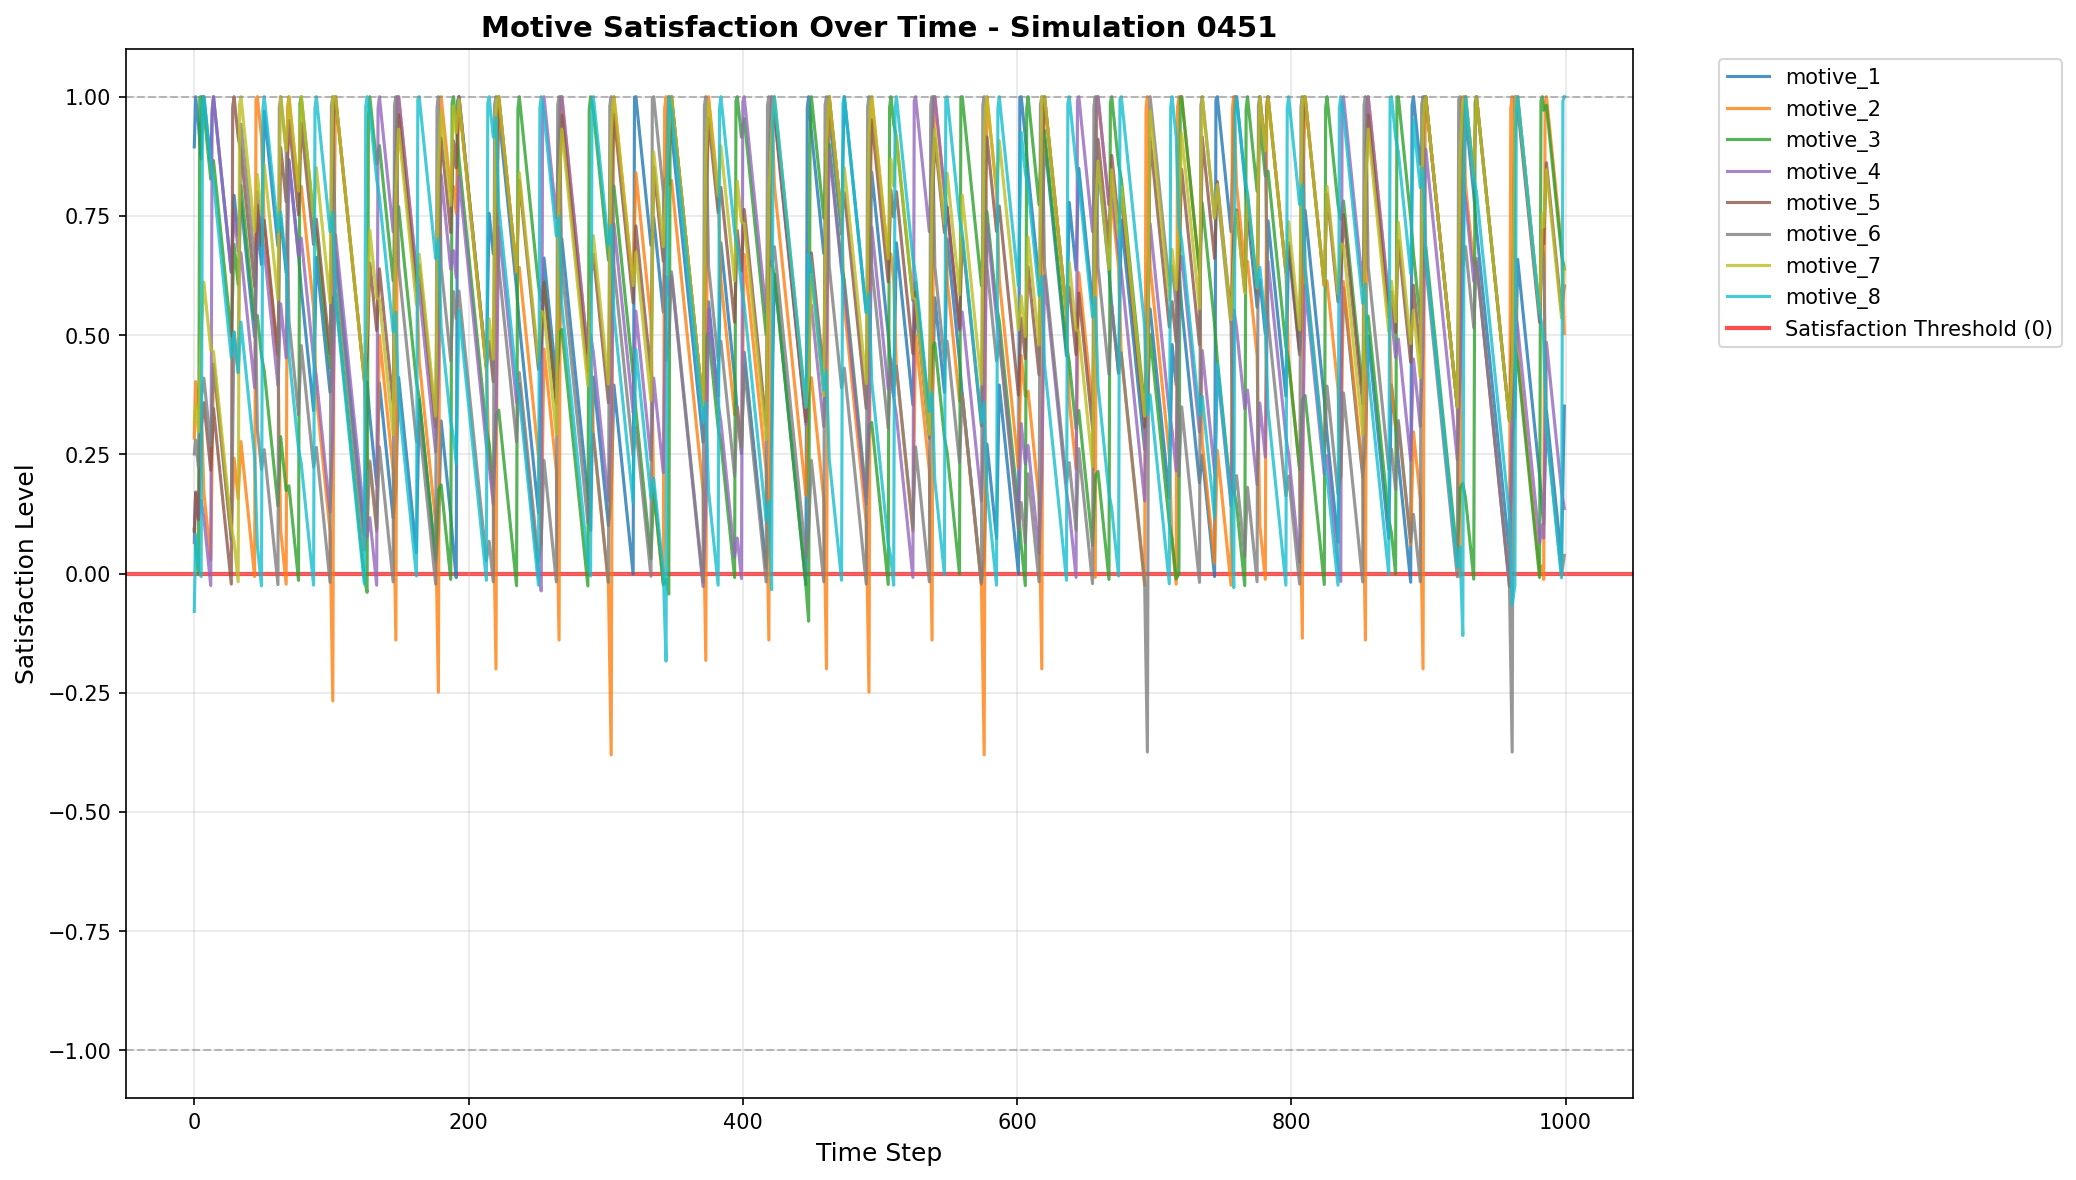 Motive Satisfaction Over Time - Simulation 0451
1.00
0.75
0.50
0.25
0.00
−0.25
−0.50
−0.75
−1.00
Satisfaction Level
0
200
400
600
800
1000
Time Step
motive_1
motive_2
motive_3
motive_4
motive_5
motive_6
motive_7
motive_8
Satisfaction Threshold (0)